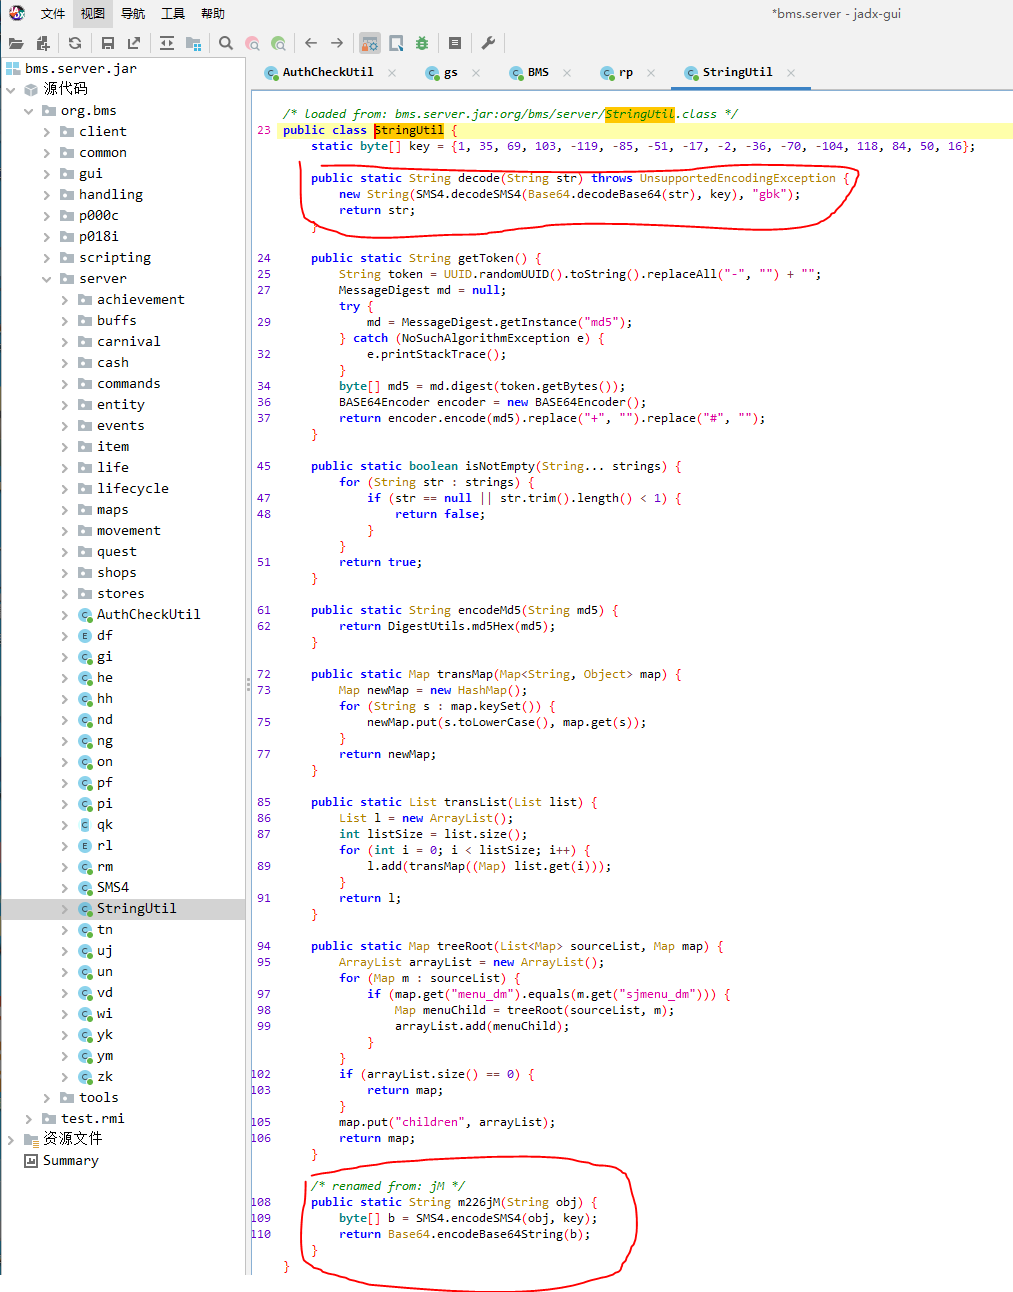 文件 视图 导航 工具 帮助 *bms.server - jadx-gui
bms.server.jar
源代码
org.bms
client
common
gui
handling
p000c
p018i
scripting
server
achievement
buffs
carnival
cash
commands
entity
events
item
life
lifecycle
maps
movement
quest
shops
stores
AuthCheckUtil
df
gi
he
hh
nd
ng
on
pf
pi
qk
rl
rm
SMS4
StringUtil
tn
uj
un
vd
wi
yk
ym
zk
tools
test.rmi
资源文件
Summary
AuthCheckUtil × gs × BMS × rp × StringUtil ×
/* loaded from: bms.server.jar:org/bms/server/StringUtil.class */
23 public class StringUtil {
static byte[] key = {1, 35, 69, 103, -119, -85, -51, -17, -2, -36, -70, -104, 118, 84, 50, 16};
public static String decode(String str) throws UnsupportedEncodingException {
new String(SMS4.decodeSMS4(Base64.decodeBase64(str), key), "gbk");
return str;
}
24 public static String getToken() {
25 String token = UUID.randomUUID().toString().replaceAll("-", "") + "";
27 MessageDigest md = null;
try {
29 md = MessageDigest.getInstance("md5");
} catch (NoSuchAlgorithmException e) {
32 e.printStackTrace();
}
34 byte[] md5 = md.digest(token.getBytes());
36 BASE64Encoder encoder = new BASE64Encoder();
37 return encoder.encode(md5).replace("+", "").replace("#", "");
}
45 public static boolean isNotEmpty(String... strings) {
for (String str : strings) {
47 if (str == null || str.trim().length() < 1) {
48 return false;
}
}
51 return true;
}
61 public static String encodeMd5(String md5) {
62 return DigestUtils.md5Hex(md5);
}
72 public static Map transMap(Map<String, Object> map) {
73 Map newMap = new HashMap();
for (String s : map.keySet()) {
75 newMap.put(s.toLowerCase(), map.get(s));
}
77 return newMap;
}
85 public static List transList(List list) {
86 List l = new ArrayList();
87 int listSize = list.size();
for (int i = 0; i < listSize; i++) {
89 l.add(transMap((Map) list.get(i)));
}
91 return l;
}
94 public static Map treeRoot(List<Map> sourceList, Map map) {
95 ArrayList arrayList = new ArrayList();
for (Map m : sourceList) {
97 if (map.get("menu_dm").equals(m.get("sjmenu_dm"))) {
98 Map menuChild = treeRoot(sourceList, m);
99 arrayList.add(menuChild);
}
}
102 if (arrayList.size() == 0) {
103 return map;
}
105 map.put("children", arrayList);
106 return map;
}
/* renamed from: jM */
108 public static String m226jM(String obj) {
109 byte[] b = SMS4.encodeSMS4(obj, key);
110 return Base64.encodeBase64String(b);
}
}